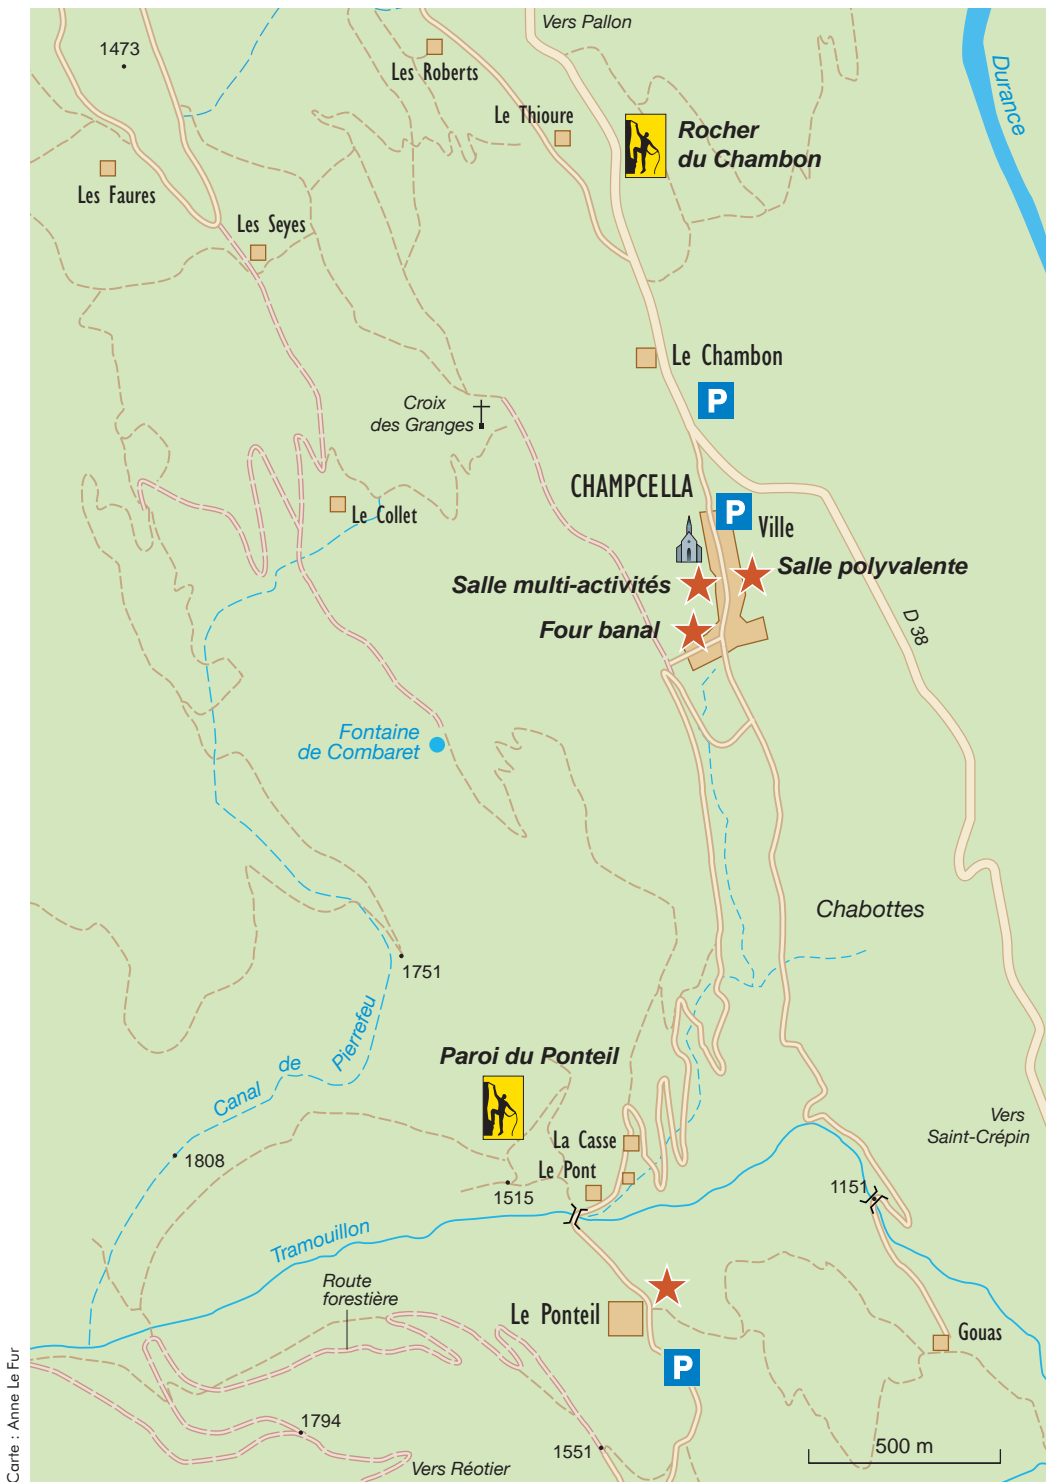 Vers Pallon
1473
Les Roberts
Durance
Le Thioure
Rocher
du Chambon
Les Faures
Les Seyes
Le Chambon
P
Croix
des Granges
CHAMPCELLA
P
Ville
Le Collet
Salle polyvalente
Salle multi-activités
Four banal
D 38
Fontaine
de Combaret
Chabottes
1751
Canal de Pierrefeu
Paroi du Ponteil
Vers
Saint-Crépin
La Casse
1808
Le Pont
1515
1151
Tramouillon
Route
forestière
Le Ponteil
Gouas
P
1794
1551
500 m
Vers Réotier
Carte : Anne Le Fur